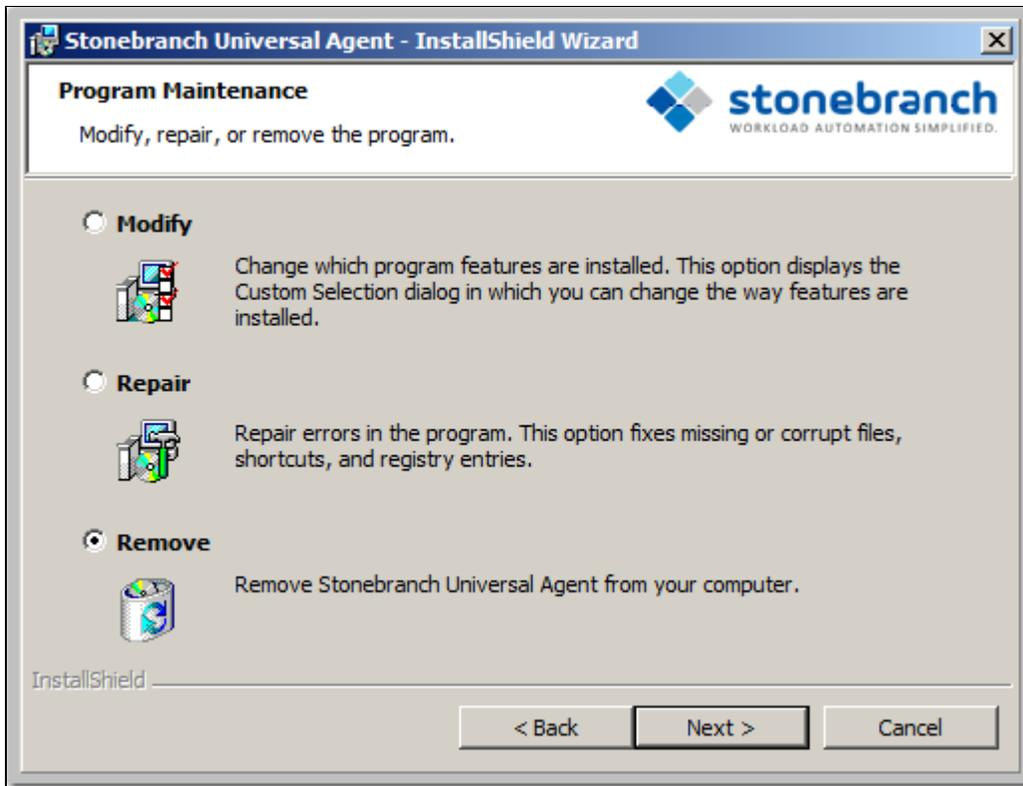 Stonebranch Universal Agent - InstallShield Wizard
Program Maintenance
Modify, repair, or remove the program.
stonebranch
WORKLOAD AUTOMATION SIMPLIFIED.
Modify
Change which program features are installed. This option displays the
Custom Selection dialog in which you can change the way features are
installed.
Repair
Repair errors in the program. This option fixes missing or corrupt files,
shortcuts, and registry entries.
Remove
Remove Stonebranch Universal Agent from your computer.
InstallShield
< Back
Next >
Cancel